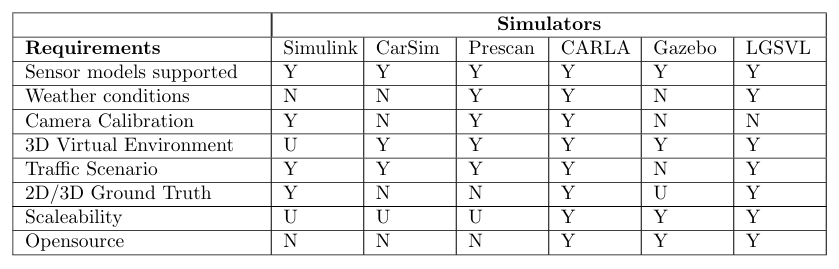 Simulators
Requirements Simulink CarSim Prescan CARLA Gazebo LGSVL
Sensor models supported Y Y Y Y Y Y
Weather conditions N N Y Y N Y
Camera Calibration Y N Y Y N N
3D Virtual Environment U Y Y Y Y Y
Traffic Scenario Y Y Y Y N Y
2D/3D Ground Truth Y N N Y U Y
Scaleability U U U Y Y Y
Opensource N N N Y Y Y